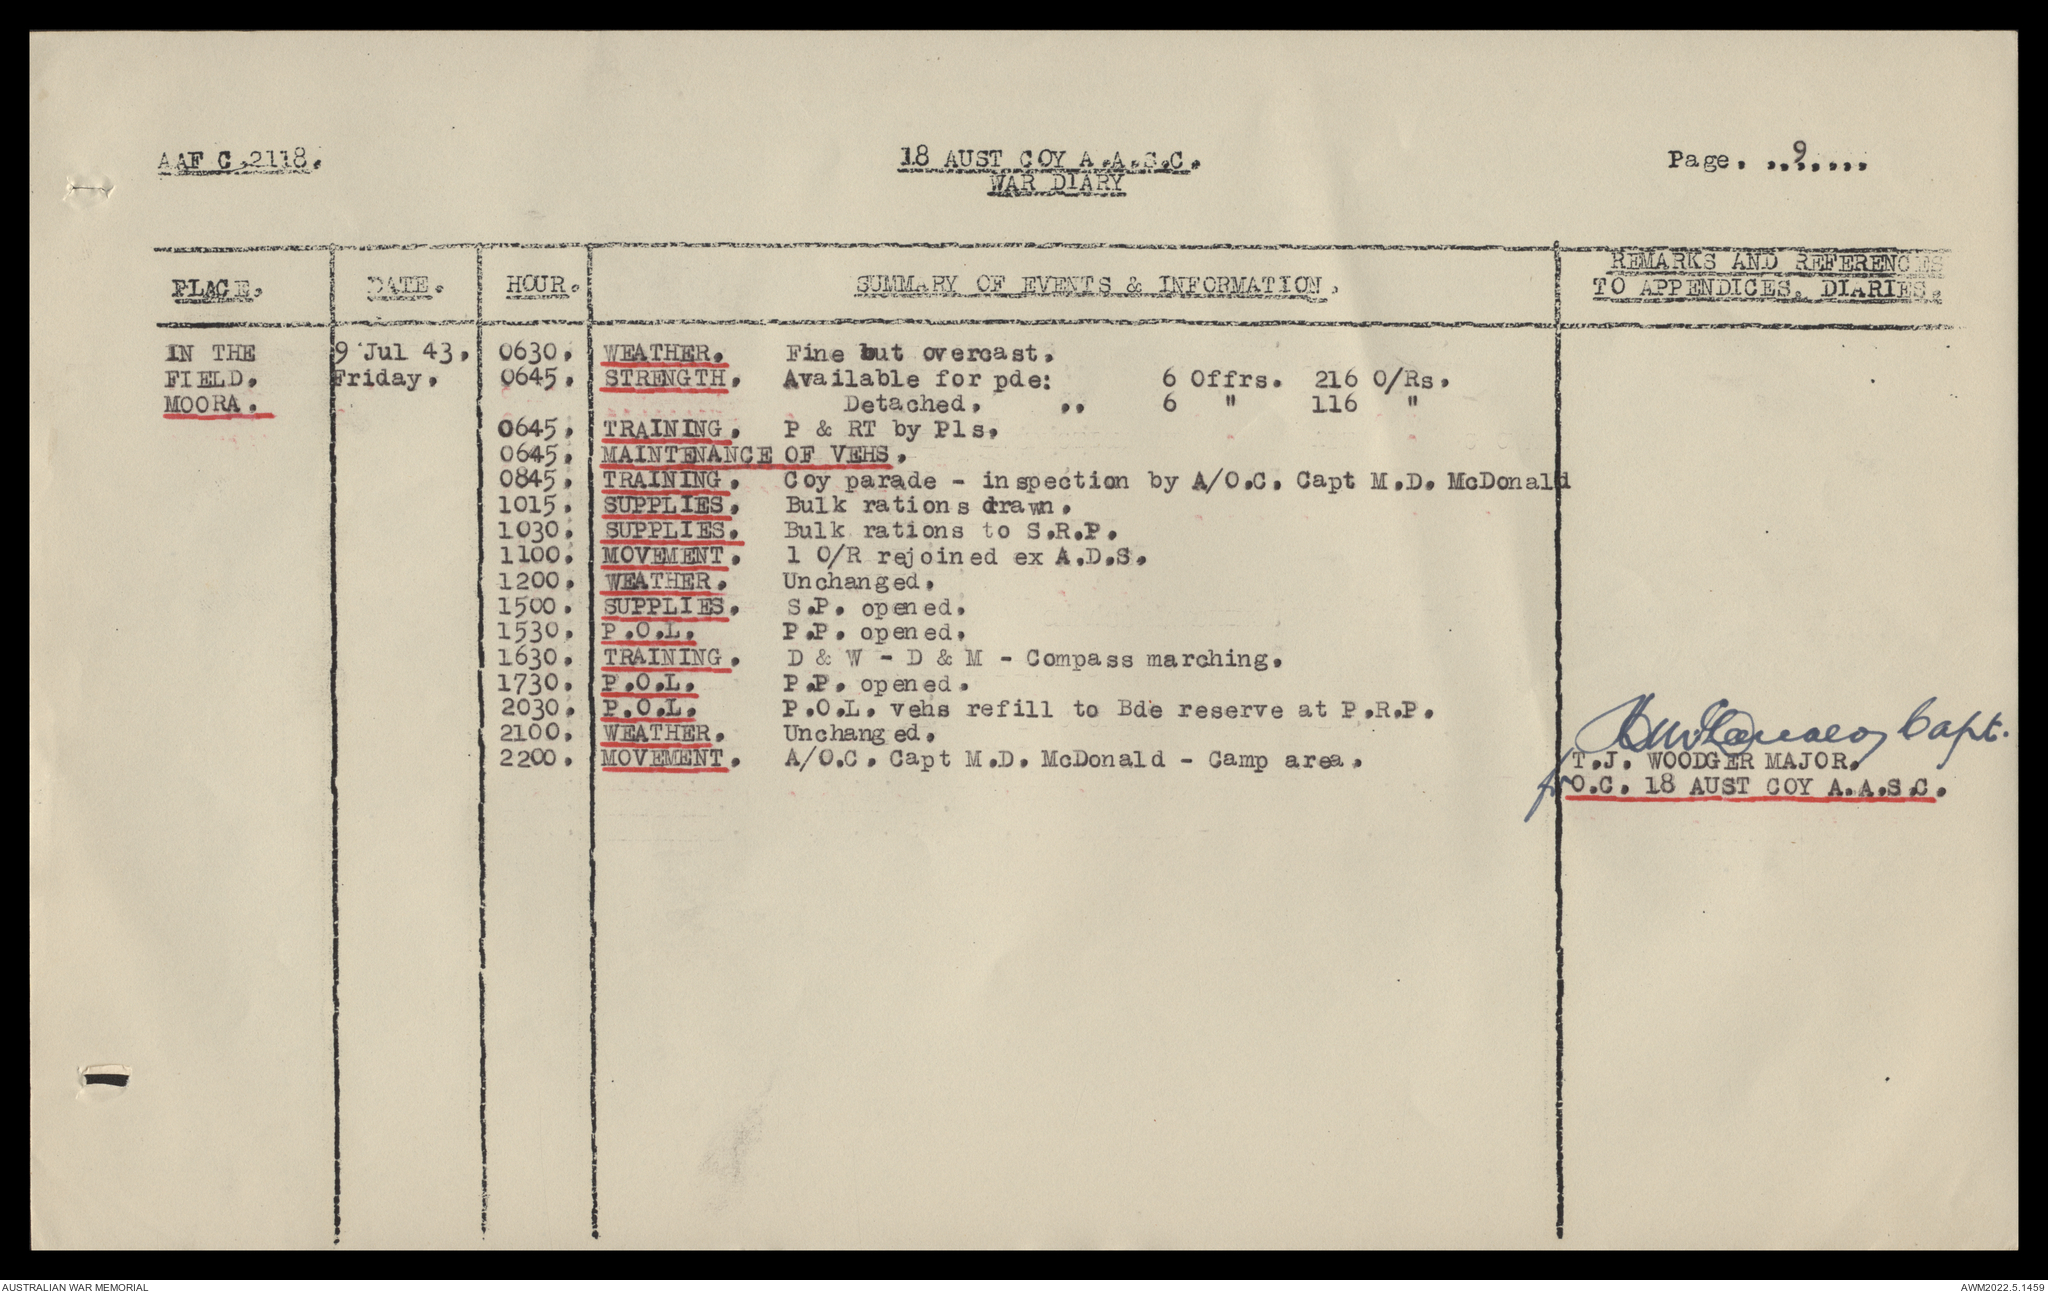 AAF C.2118.
18 AUST COY A.A.S.C.
WAR DIARY
Page. ..9.....
PLACE. DATE. HOUR. SUMMARY OF EVENTS & INFORMATION. REMARKS AND REFERENCES
TO APPENDICES, DIARIES.
IN THE 9 Jul 43. 0630. WEATHER. Fine but overcast.
FIELD. Friday. 0645. STRENGTH. Available for pde: 6 Offrs. 216 O/Rs.
MOORA. Detached. ,, 6 " 116 "
0645. TRAINING. P & RT by Pls.
0645. MAINTENANCE OF VEHS.
0845. TRAINING. Coy parade - inspection by A/O.C. Capt M.D. McDonald
1015. SUPPLIES. Bulk rations drawn.
1030. SUPPLIES. Bulk rations to S.R.P.
1100. MOVEMENT. 1 O/R rejoined ex A.D.S.
1200. WEATHER. Unchanged.
1500. SUPPLIES. S.P. opened.
1530. P.O.L. P.P. opened.
1630. TRAINING. D & W - D & M - Compass marching.
1730. P.O.L. P.P. opened.
2030. P.O.L. P.O.L. vehs refill to Bde reserve at P.R.P.
2100. WEATHER. Unchanged.
2200. MOVEMENT. A/O.C. Capt M.D. McDonald - Camp area.
Capt.
T.J. WOODGER MAJOR.
O.C. 18 AUST COY A.A.S.C.
AUSTRALIAN WAR MEMORIAL
AWM2022.5.1459